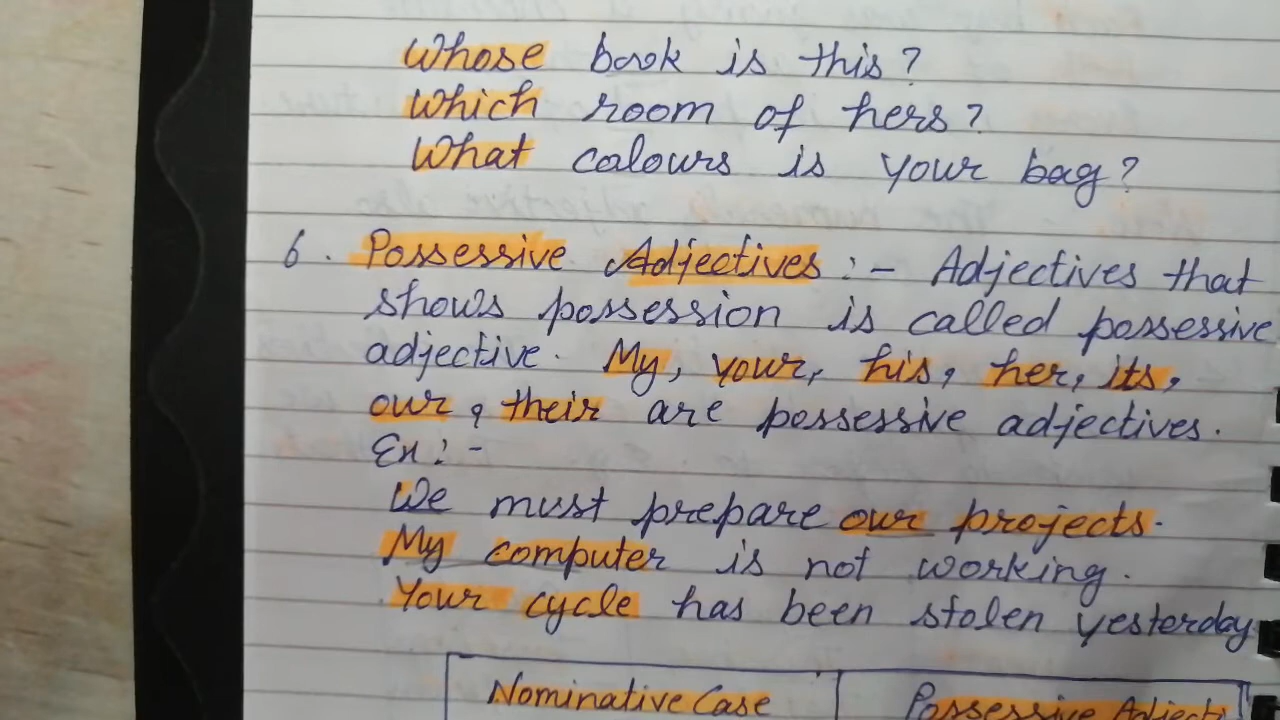 Whose book is this?
Which room of hers?
What colours is your bag?
6. Possessive Adjectives :- Adjectives that
shows possession is called possessive
adjective. My, your, his, her, its,
our, their are possessive adjectives.
Ex :-
We must prepare our projects.
My computer is not working.
Your cycle has been stolen yesterday
Nominative Case
Possessive Adjecti